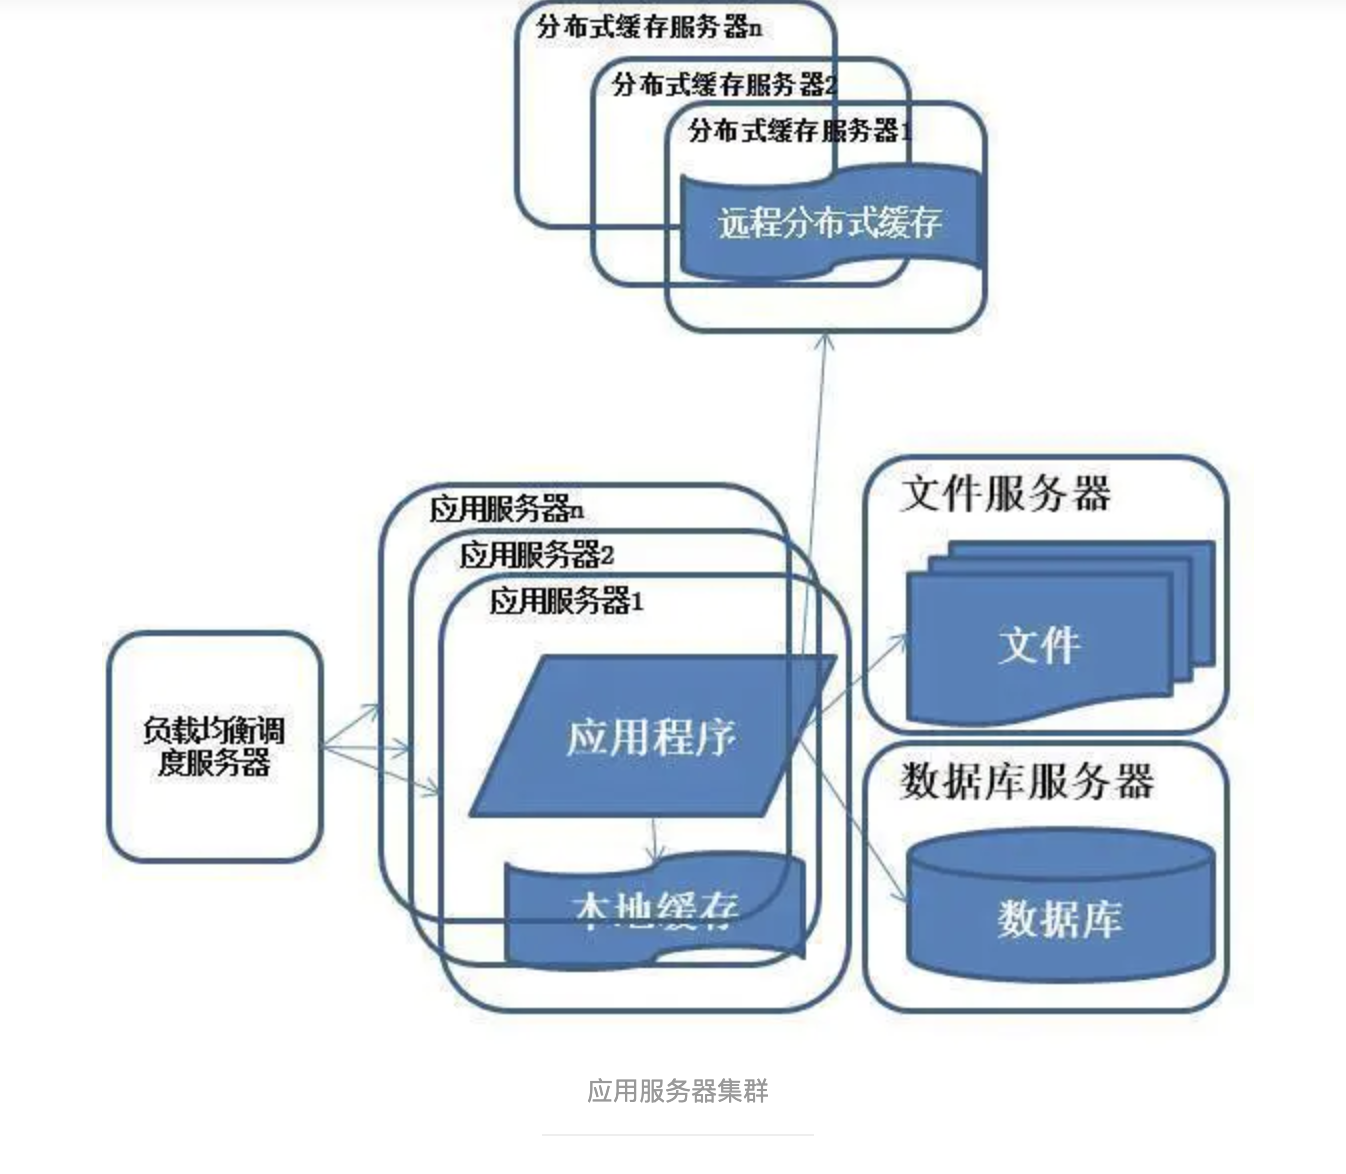 分布式缓存服务器n
分布式缓存服务器2
分布式缓存服务器1
远程分布式缓存
应用服务器n
应用服务器2
应用服务器1
文件服务器
文件
应用程序
负载均衡调
度服务器
数据库服务器
本地缓存
数据库
应用服务器集群